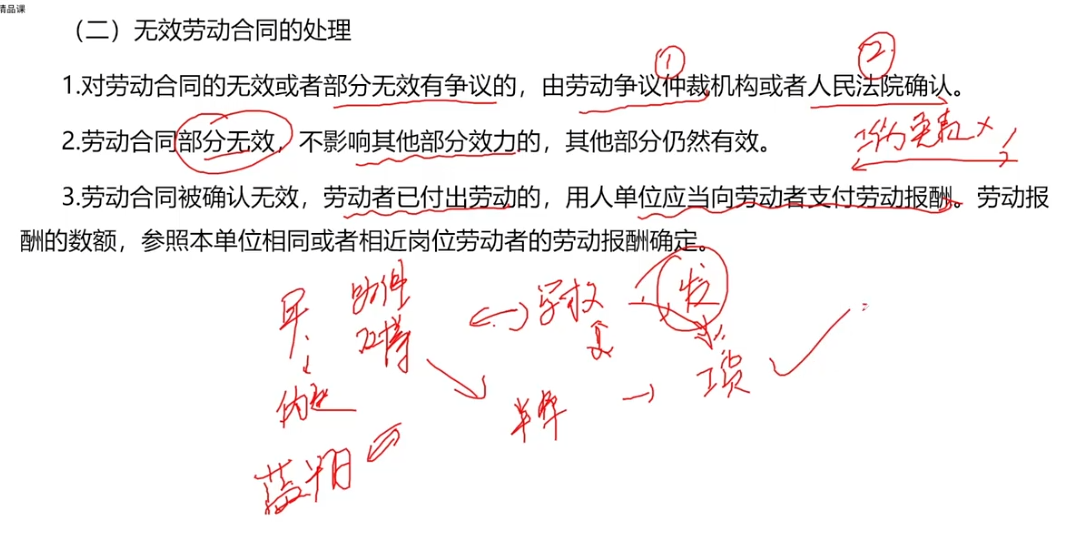 精品课
（二）无效劳动合同的处理
① ②
1.对劳动合同的无效或者部分无效有争议的，由劳动争议仲裁机构或者人民法院确认。
2.劳动合同部分无效，不影响其他部分效力的，其他部分仍然有效。
3.劳动合同被确认无效，劳动者已付出劳动的，用人单位应当向劳动者支付劳动报酬。劳动报
酬的数额，参照本单位相同或者相近岗位劳动者的劳动报酬确定。
学校
工资
蓝翔